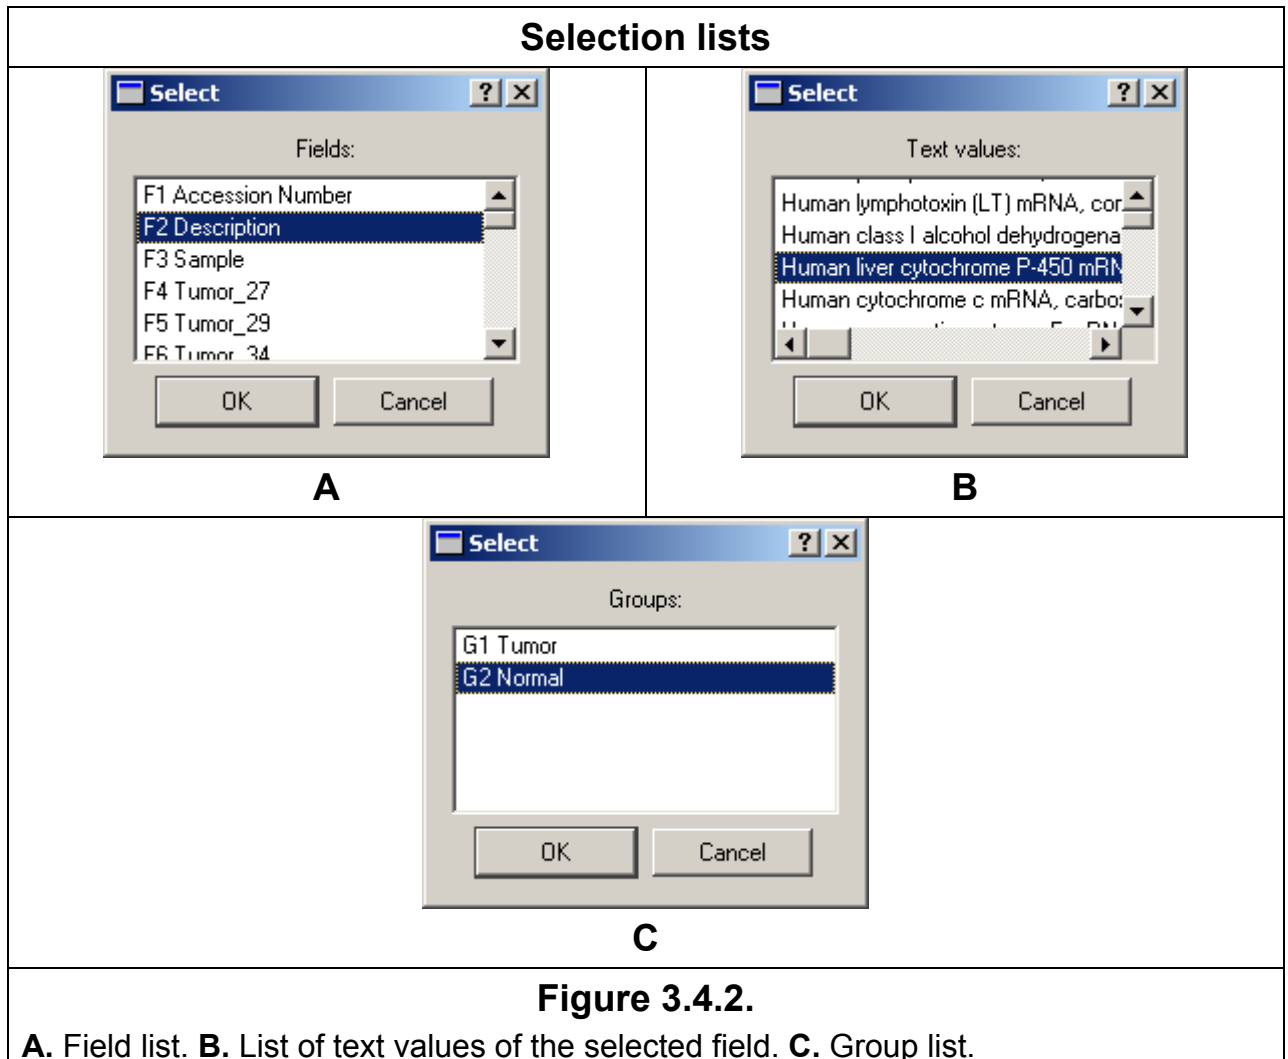 Selection lists
Select
Fields:
F1 Accession Number
F2 Description
F3 Sample
F4 Tumor_27
F5 Tumor_29
F6 Tumor_34
OK Cancel
A
Select
Text values:
Human lymphotoxin (LT) mRNA, cor
Human class I alcohol dehydrogena
Human liver cytochrome P-450 mRN
Human cytochrome c mRNA, carbo
OK Cancel
B
Select
Groups:
G1 Tumor
G2 Normal
OK Cancel
C
Figure 3.4.2.
A. Field list. B. List of text values of the selected field. C. Group list.